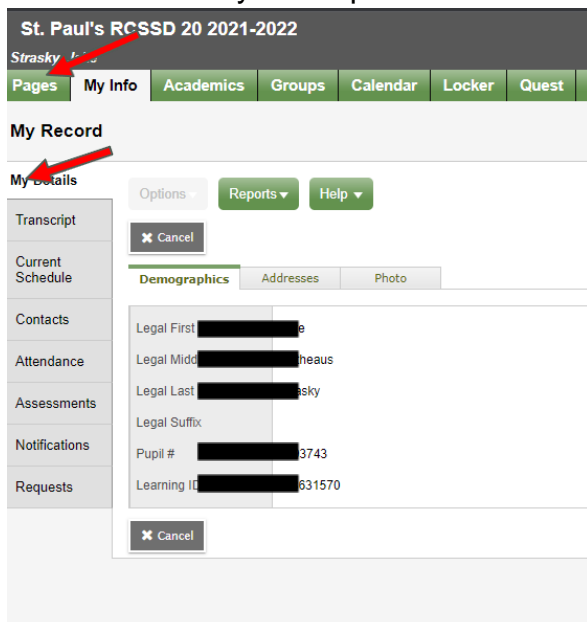 St. Paul's RCSSD 20 2021-2022
Strasky,
Pages My Info Academics Groups Calendar Locker Quest
My Record
My Details
Options Reports Help
Transcript
Cancel
Current
Schedule
Demographics Addresses Photo
Contacts
Legal First e
Attendance
Legal Midd heaus
Assessments
Legal Last sky
Legal Suffix
Notifications
Pupil # 3743
Requests
Learning ID 631570
Cancel